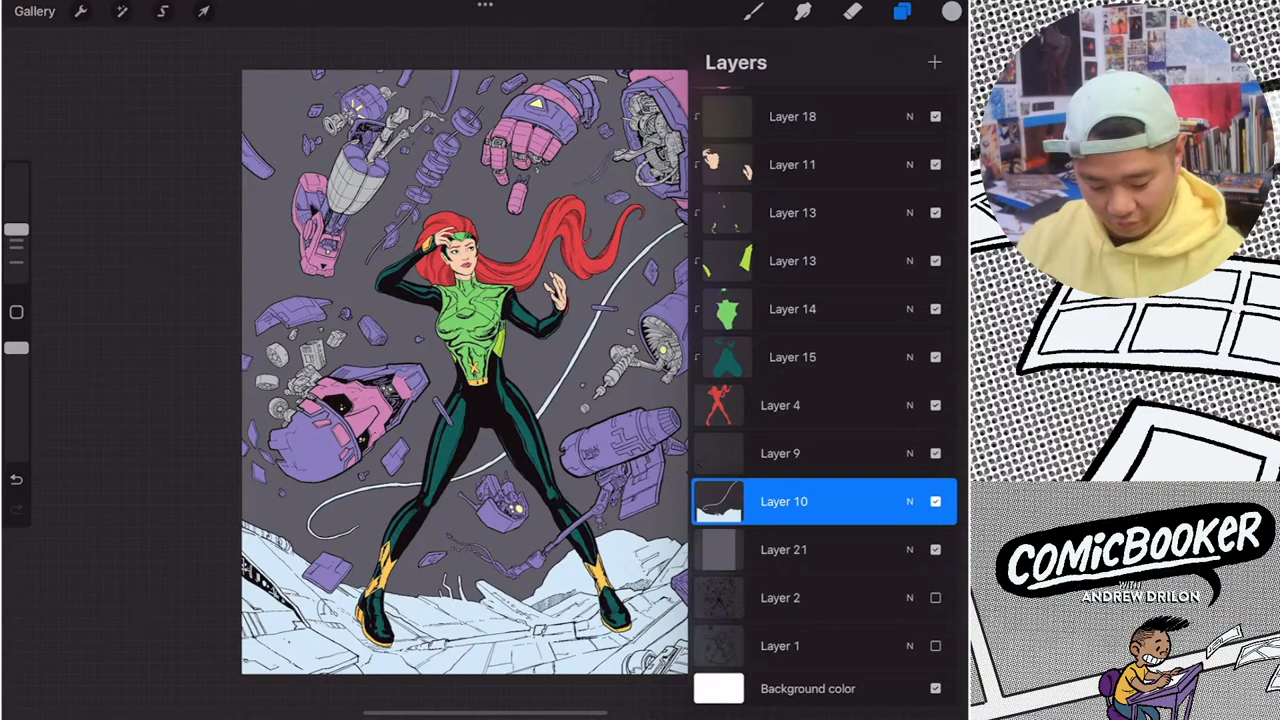 Gallery
Layers
Layer 18 N
Layer 11 N
Layer 13 N
Layer 13 N
Layer 14 N
Layer 15 N
Layer 4 N
Layer 9 N
Layer 10 N
Layer 21 N
Layer 2 N
Layer 1 N
Background color
COMICBOOKER
WITH
ANDREW DRILON